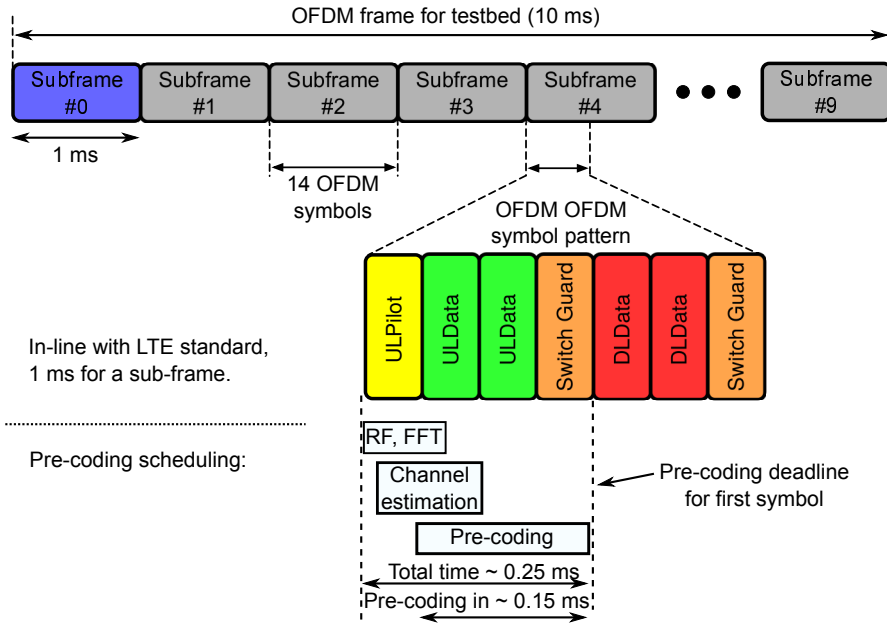 OFDM frame for testbed (10 ms)
Subframe
#0
Subframe
#1
Subframe
#2
Subframe
#3
Subframe
#4
Subframe
#9
1 ms
14 OFDM
symbols
OFDM OFDM
symbol pattern
ULPilot
ULData
ULData
Switch Guard
DLData
DLData
Switch Guard
In-line with LTE standard,
1 ms for a sub-frame.
Pre-coding scheduling:
RF, FFT
Channel
estimation
Pre-coding
Pre-coding deadline
for first symbol
Total time ~ 0.25 ms
Pre-coding in ~ 0.15 ms